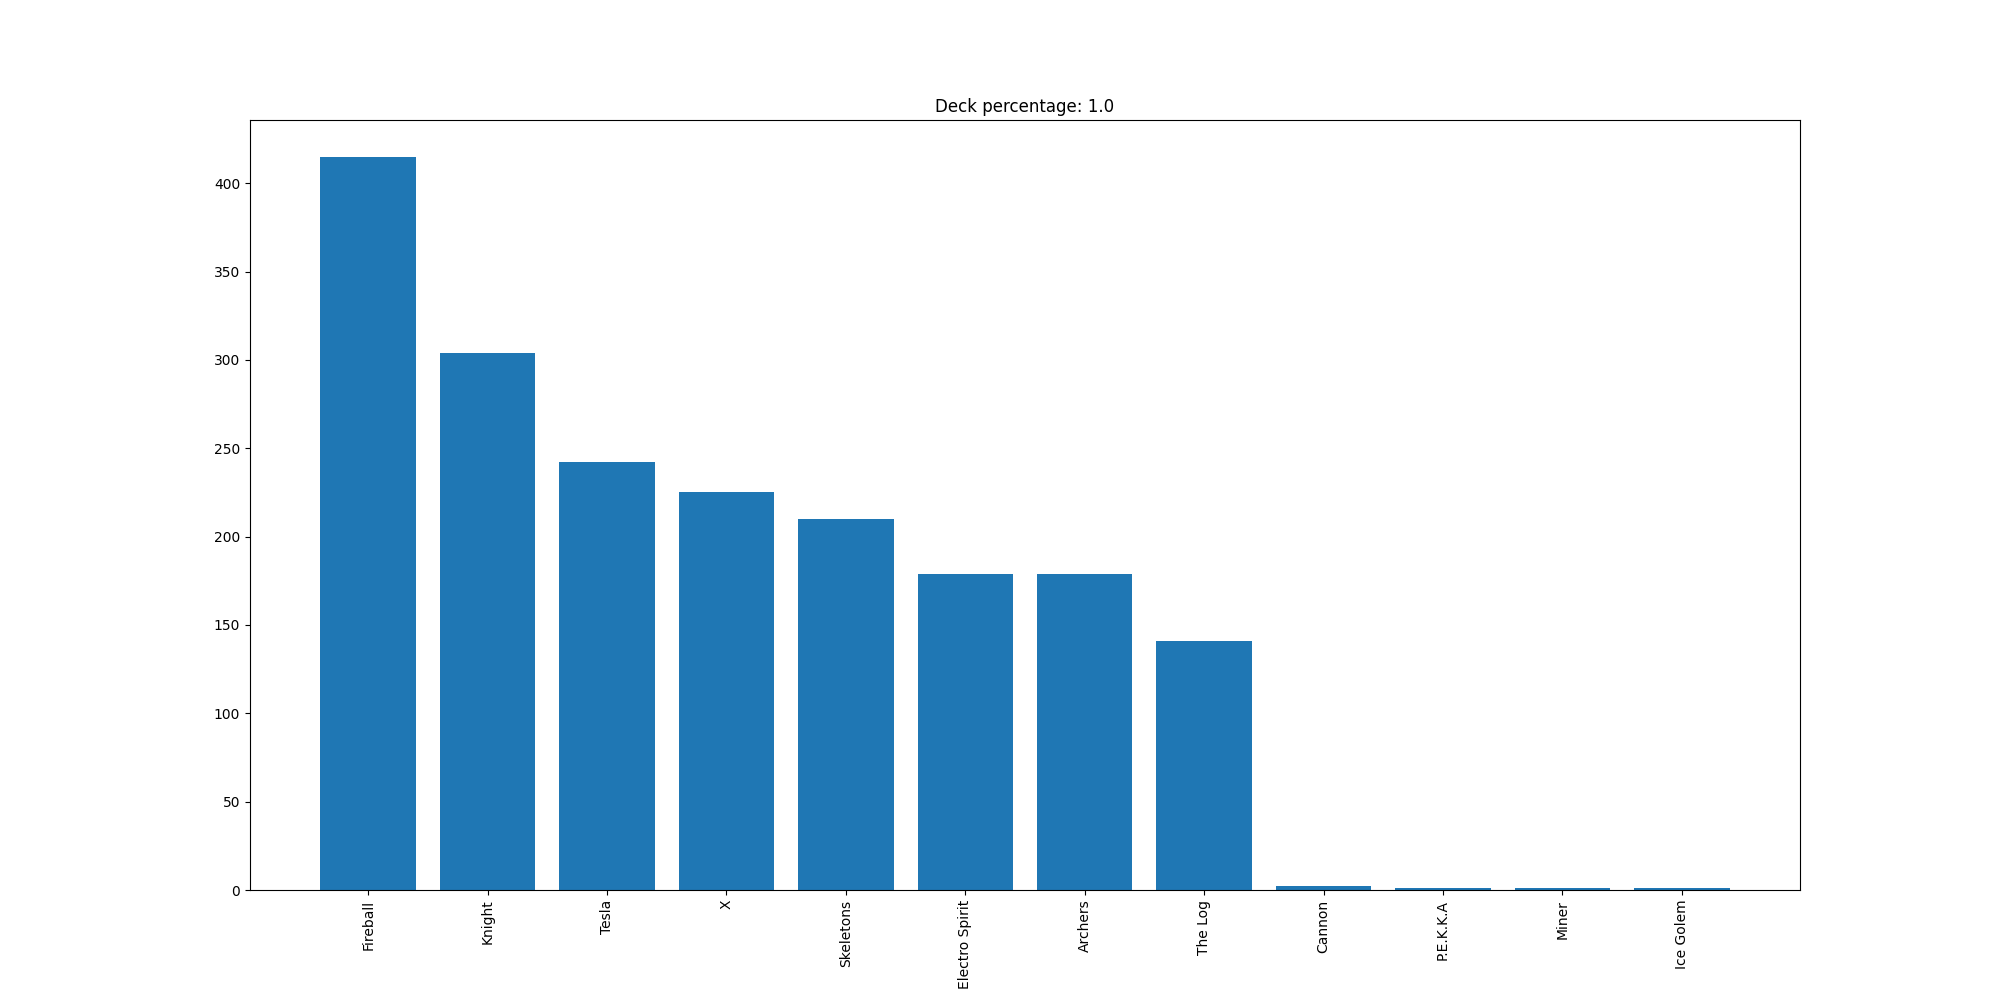 Deck percentage: 1.0
400
350
300
250
200
150
100
50
0
Fireball
Knight
Tesla
X
Skeletons
Electro Spirit
Archers
The Log
Cannon
P.E.K.K.A
Miner
Ice Golem